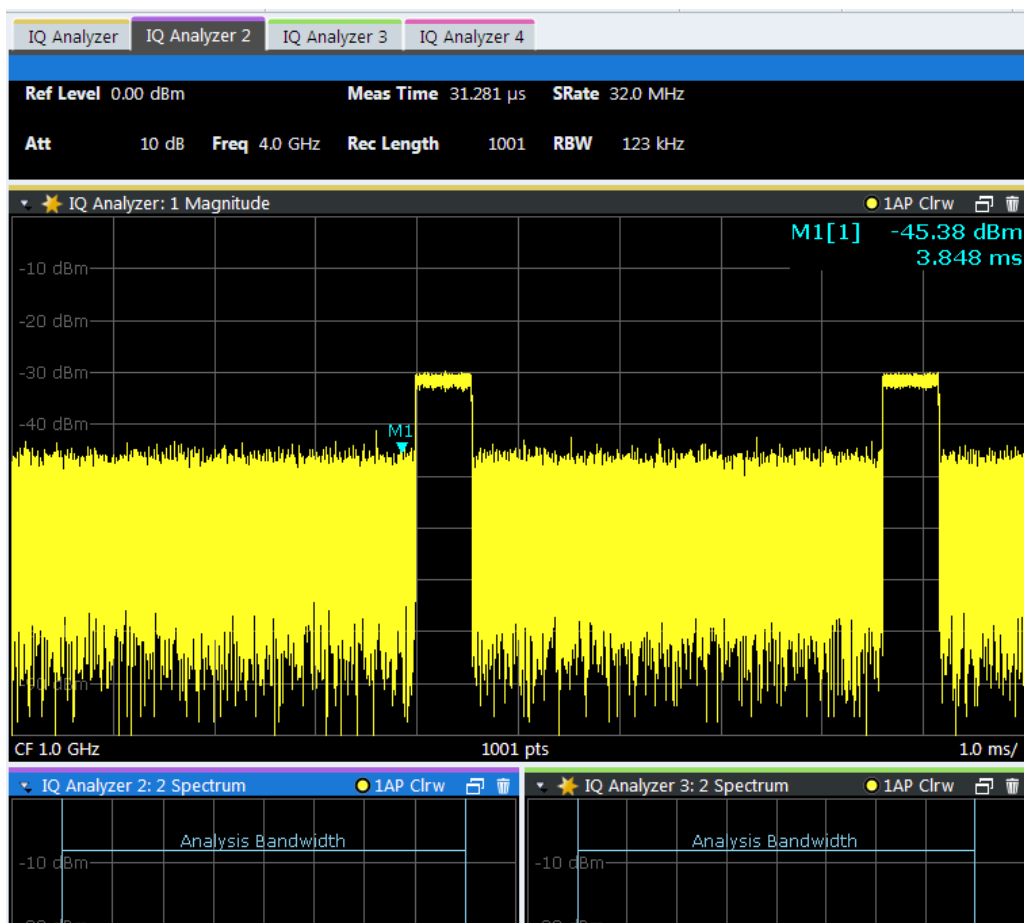 IQ Analyzer IQ Analyzer 2 IQ Analyzer 3 IQ Analyzer 4
Ref Level 0.00 dBm Meas Time 31.281 µs SRate 32.0 MHz
Att 10 dB Freq 4.0 GHz Rec Length 1001 RBW 123 kHz
IQ Analyzer: 1 Magnitude 1AP Clrw
M1[1] -45.38 dBm
3.848 ms
-10 dBm
-20 dBm
-30 dBm
-40 dBm
M1
-90 dBm
CF 1.0 GHz 1001 pts 1.0 ms/
IQ Analyzer 2: 2 Spectrum 1AP Clrw IQ Analyzer 3: 2 Spectrum 1AP Clrw
Analysis Bandwidth Analysis Bandwidth
-10 dBm -10 dBm